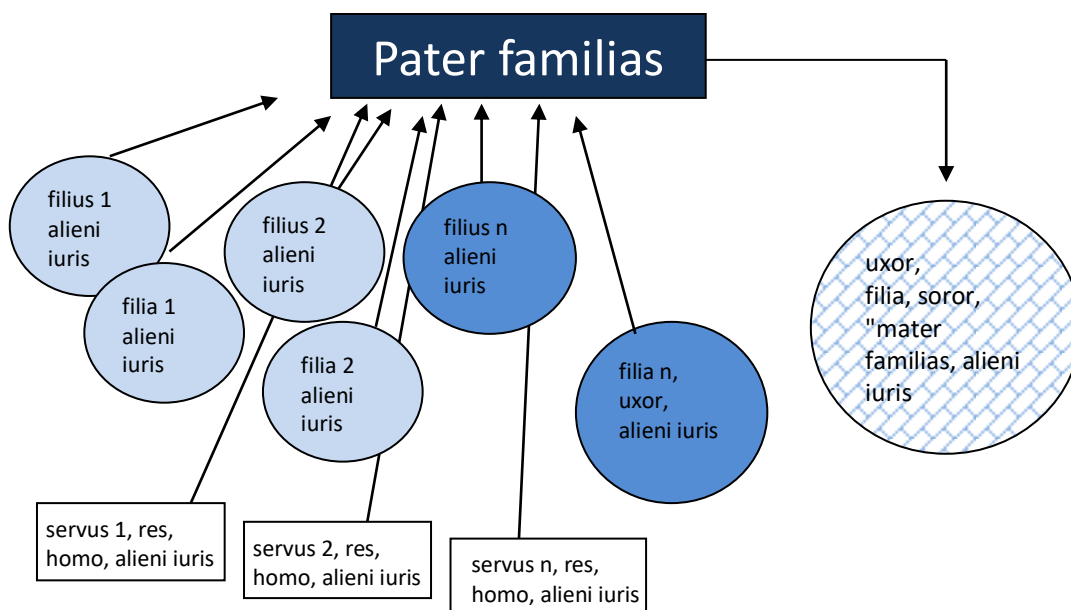 Pater familias
filius 1
alieni
iuris
filia 1
alieni
iuris
filius 2
alieni
iuris
filia 2
alieni
iuris
filius n
alieni
iuris
filia n,
uxor,
alieni iuris
uxor,
filia, soror,
"mater
familias, alieni
iuris
servus 1, res,
homo, alieni iuris
servus 2, res,
homo, alieni iuris
servus n, res,
homo, alieni iuris